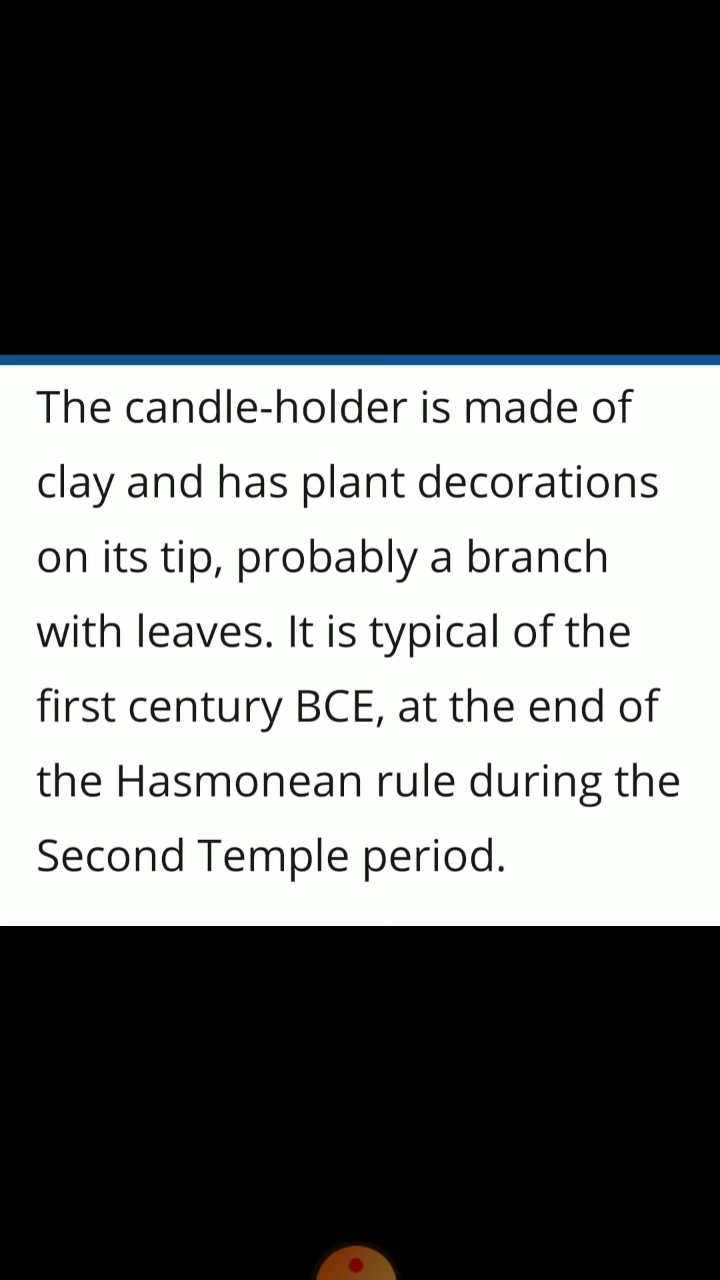 The candle-holder is made of
clay and has plant decorations
on its tip, probably a branch
with leaves. It is typical of the
first century BCE, at the end of
the Hasmonean rule during the
Second Temple period.